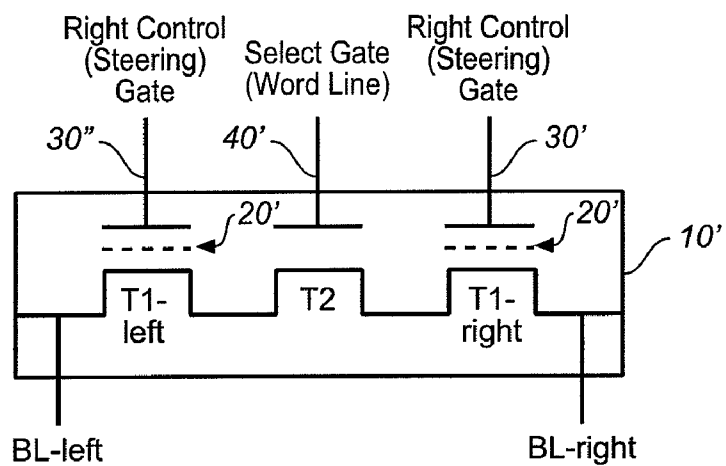 Right Control
(Steering)
Gate
Select Gate
(Word Line)
Right Control
(Steering)
Gate
30"
40'
30'
20'
20'
10'
T1-
left
T2
T1-
right
BL-left
BL-right